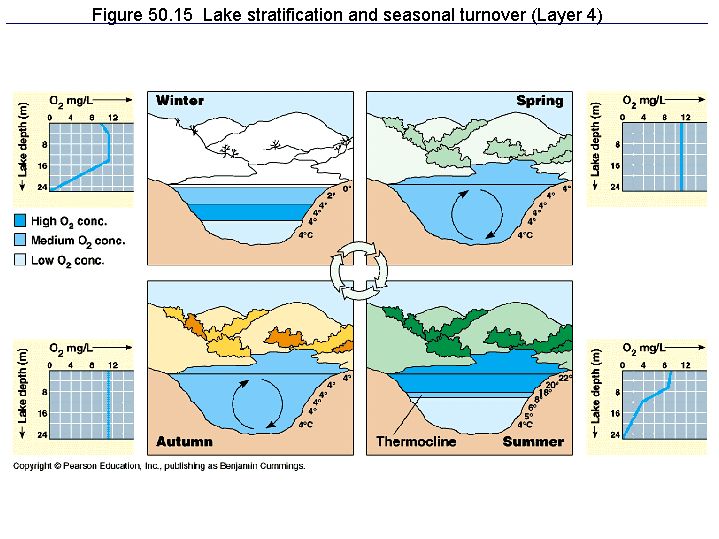 Figure 50.15 Lake stratification and seasonal turnover (Layer 4)
O2 mg/L
0 4 8 12
Lake depth (m)
8
16
24
Winter
0°
2°
4°
4°
4°
4°C
Spring
4°
4°
4°
4°
4°
4°C
O2 mg/L
0 4 8 12
Lake depth (m)
8
16
24
High O2 conc.
Medium O2 conc.
Low O2 conc.
O2 mg/L
0 4 8 12
Lake depth (m)
8
16
24
4°
4°
4°
4°
4°
4°C
Autumn
22°
20°
18°
8°
6°
5°
4°C
Thermocline
Summer
O2 mg/L
0 4 8 12
Lake depth (m)
8
16
24
Copyright © Pearson Education, Inc., publishing as Benjamin Cummings.